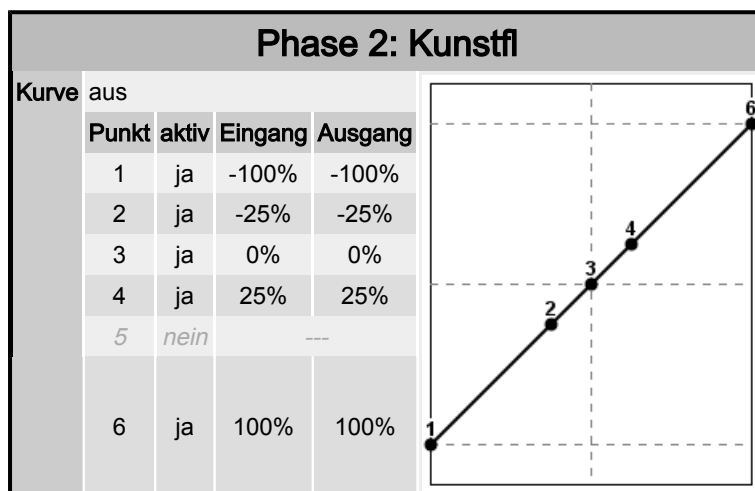 Phase 2: Kunstfl
Kurve aus
Punkt aktiv Eingang Ausgang
1 ja -100% -100%
2 ja -25% -25%
3 ja 0% 0%
4 ja 25% 25%
5 nein ---
6 ja 100% 100%
6
4
3
2
1